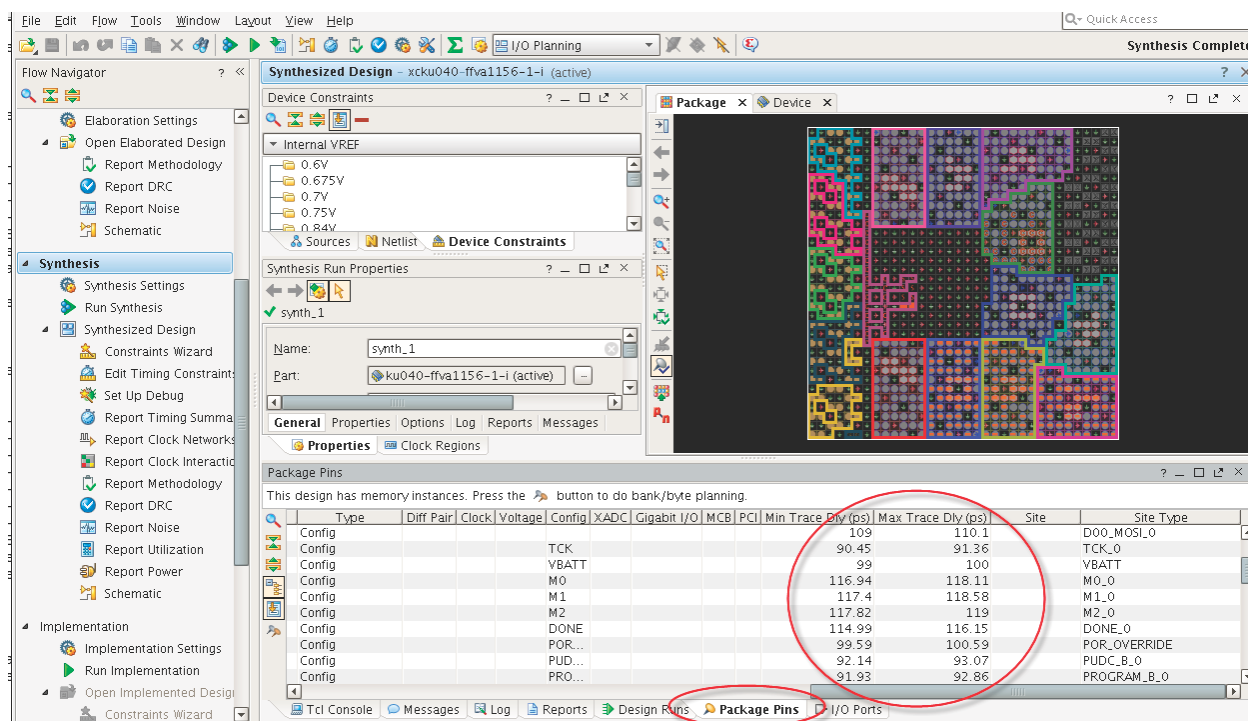 File Edit Flow Tools Window Layout View Help
Quick Access
I/O Planning
Synthesis Complet
Flow Navigator
Elaboration Settings
Open Elaborated Design
Report Methodology
Report DRC
Report Noise
Schematic
Synthesis
Synthesis Settings
Run Synthesis
Synthesized Design
Constraints Wizard
Edit Timing Constraints
Set Up Debug
Report Timing Summa
Report Clock Networks
Report Clock Interactic
Report Methodology
Report DRC
Report Noise
Report Utilization
Report Power
Schematic
Implementation
Implementation Settings
Run Implementation
Open Implemented Desig
Constraints Wizard
Synthesized Design - xcku040-ffva1156-1-i (active)
Device Constraints
Internal VREF
0.6V
0.675V
0.7V
0.75V
0.84V
Sources Netlist Device Constraints
Synthesis Run Properties
synth_1
Name: synth_1
Part: ku040-ffva1156-1-i (active)
General Properties Options Log Reports Messages
Properties Clock Regions
Package Device
Package Pins
This design has memory instances. Press the button to do bank/byte planning.
Type Diff Pair Clock Voltage Config XADC Gigabit I/O MCB PCI Min Trace Dly (ps) Max Trace Dly (ps) Site Site Type
Config 109 110.1 D00_MOSI_0
Config TCK 90.45 91.36 TCK_0
Config VBATT 99 100 VBATT
Config M0 116.94 118.11 M0_0
Config M1 117.4 118.58 M1_0
Config M2 117.82 119 M2_0
Config DONE 114.99 116.15 DONE_0
Config POR... 99.59 100.59 POR_OVERRIDE
Config PUD... 92.14 93.07 PUDC_B_0
Config PRO... 91.93 92.86 PROGRAM_B_0
Tcl Console Messages Log Reports Design Runs Package Pins I/O Ports